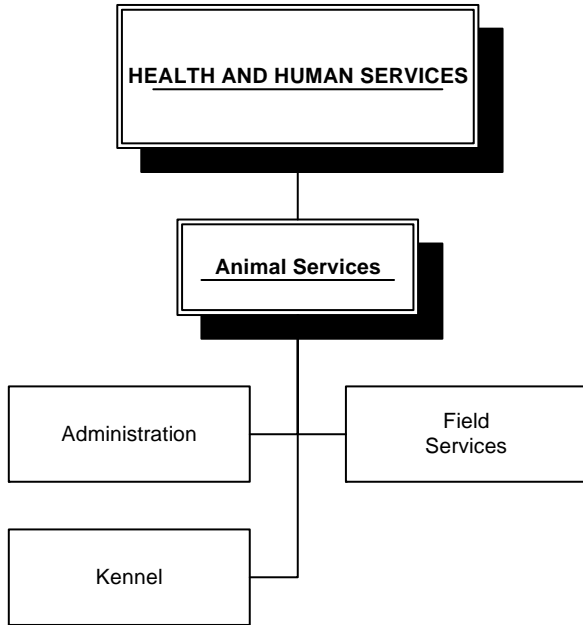 HEALTH AND HUMAN SERVICES
Animal Services
Administration
Field
Services
Kennel